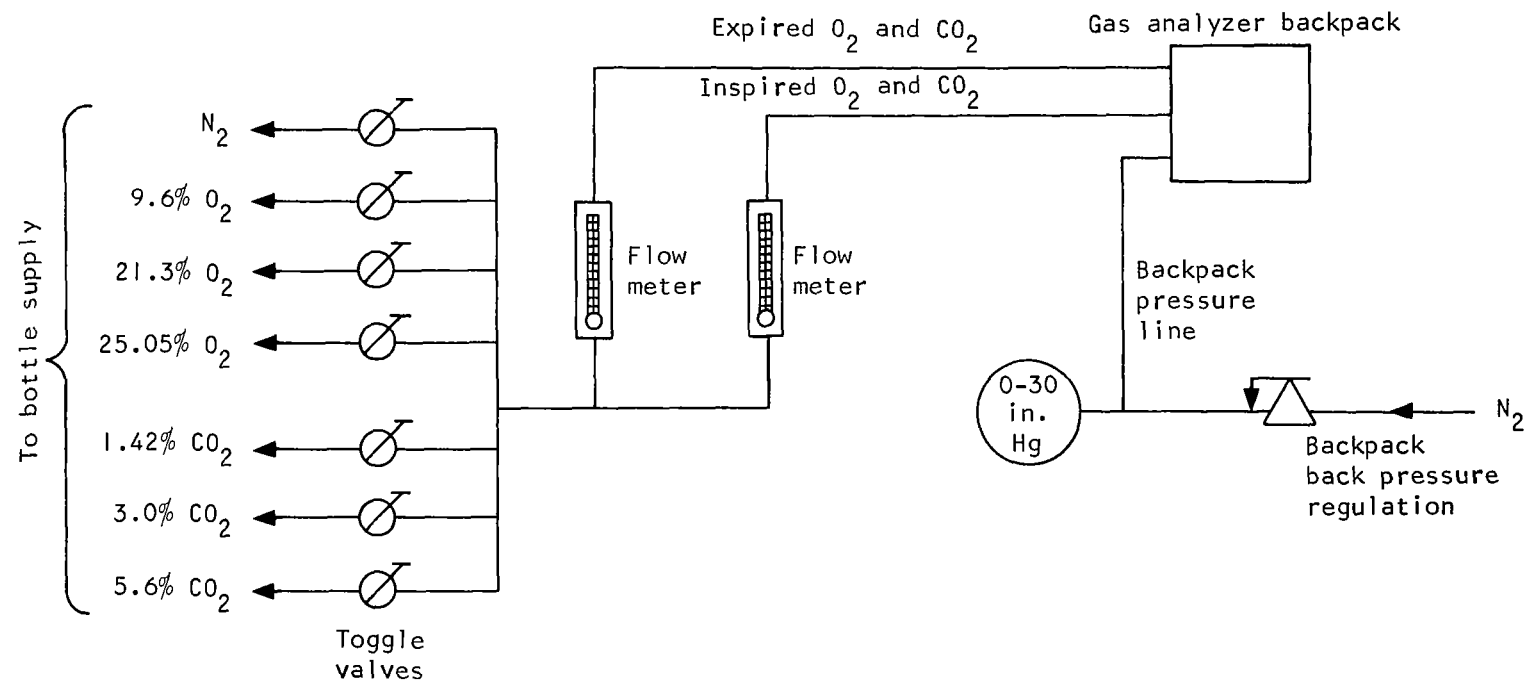 Expired O2 and CO2
Gas analyzer backpack
Inspired O2 and CO2
To bottle supply
N2
9.6% O2
21.3% O2
25.05% O2
1.42% CO2
3.0% CO2
5.6% CO2
Toggle
valves
Flow
meter
Flow
meter
Backpack
pressure
line
0-30
in.
Hg
N2
Backpack
back pressure
regulation